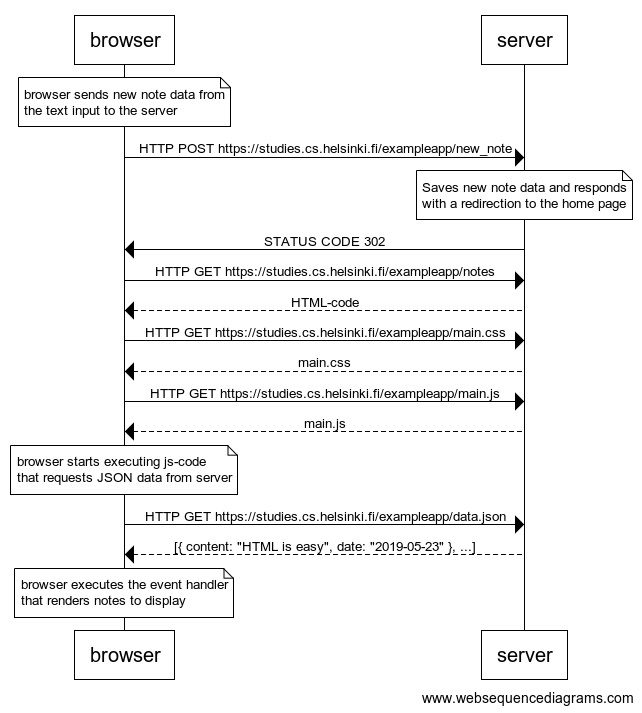 browser
server
browser sends new note data from
the text input to the server
HTTP POST https://studies.cs.helsinki.fi/exampleapp/new_note
Saves new note data and responds
with a redirection to the home page
STATUS CODE 302
HTTP GET https://studies.cs.helsinki.fi/exampleapp/notes
HTML-code
HTTP GET https://studies.cs.helsinki.fi/exampleapp/main.css
main.css
HTTP GET https://studies.cs.helsinki.fi/exampleapp/main.js
main.js
browser starts executing js-code
that requests JSON data from server
HTTP GET https://studies.cs.helsinki.fi/exampleapp/data.json
[{ content: "HTML is easy", date: "2019-05-23" }, ...]
browser executes the event handler
that renders notes to display
browser
server
www.websequencediagrams.com